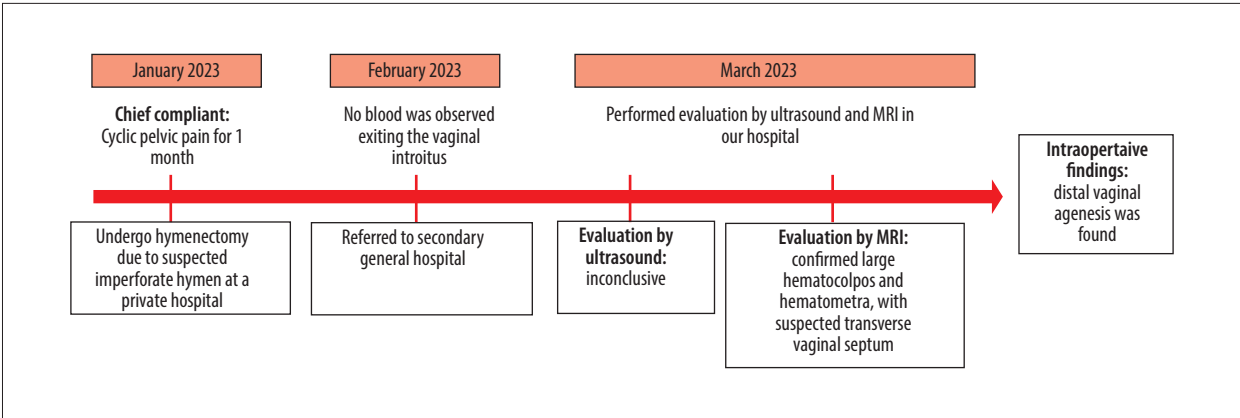 January 2023
February 2023
March 2023
Chief compliant:
Cyclic pelvic pain for 1
month
No blood was observed
exiting the vaginal
introitus
Performed evaluation by ultrasound and MRI in
our hospital
Undergo hymenectomy
due to suspected
imperforate hymen at a
private hospital
Referred to secondary
general hospital
Evaluation by
ultrasound:
inconclusive
Evaluation by MRI:
confirmed large
hematocolpos and
hematometra, with
suspected transverse
vaginal septum
Intraopertaive
findings:
distal vaginal
agenesis was
found